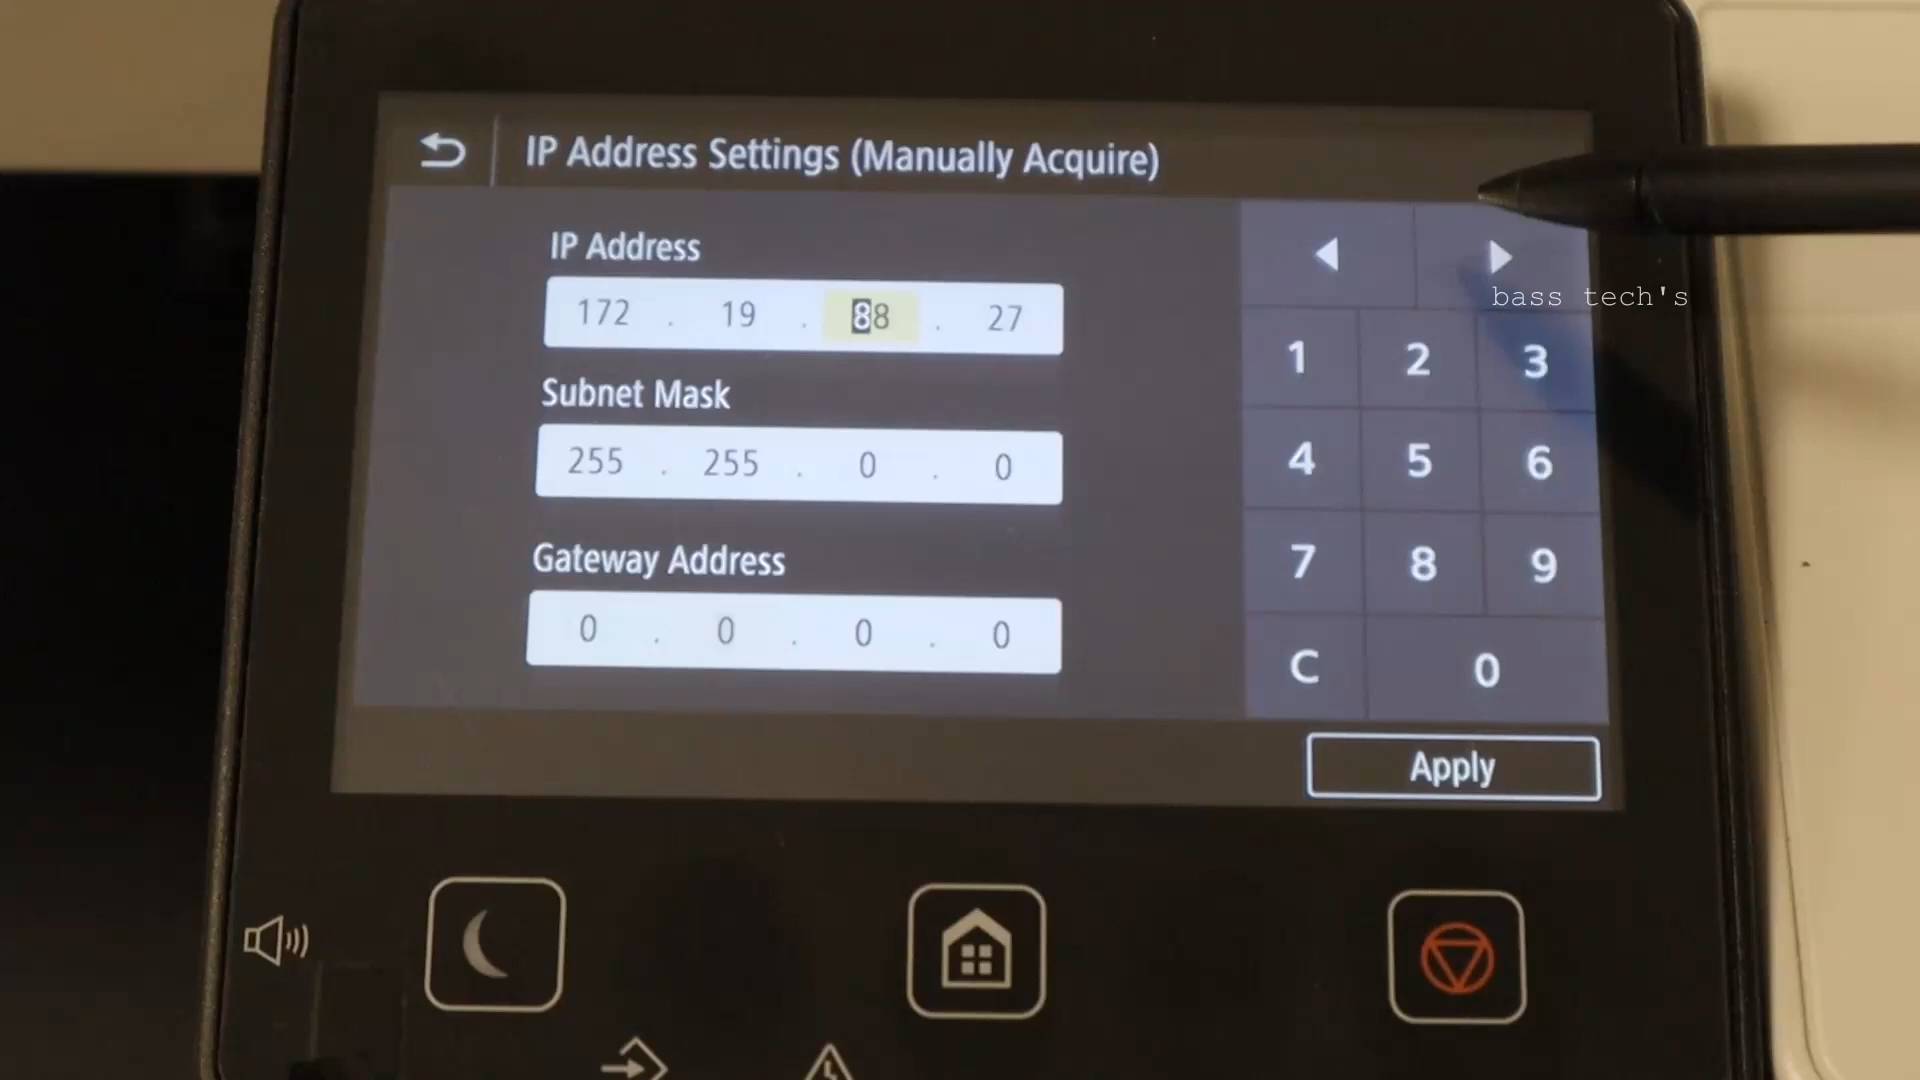 IP Address Settings (Manually Acquire)
IP Address
172 . 19 . 88 . 27
Subnet Mask
255 . 255 . 0 . 0
Gateway Address
0 . 0 . 0 . 0
bass tech's
1 2 3
4 5 6
7 8 9
C 0
Apply